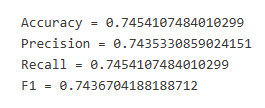 Accuracy = 0.7454107484010299
Precision = 0.7435330859024151
Recall = 0.7454107484010299
F1 = 0.7436704188188712